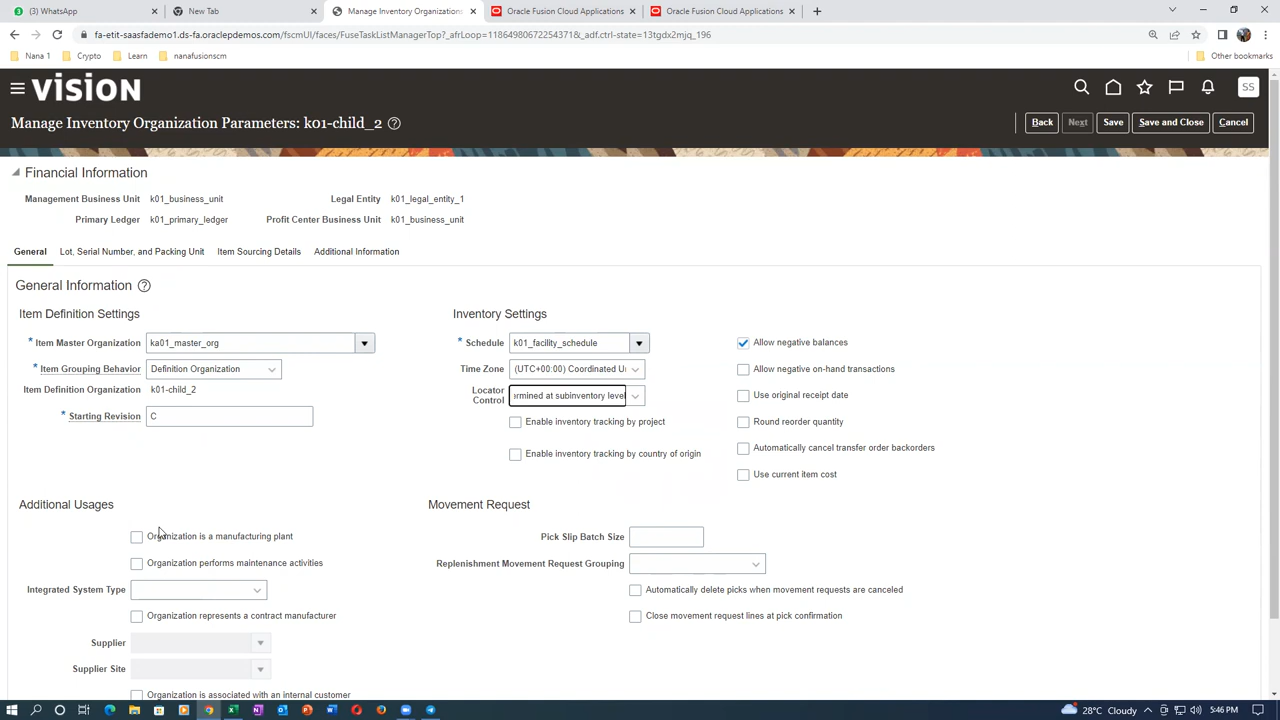 (3) WhatsApp
New Tab
Manage Inventory Organizations
Oracle Fusion Cloud Applications
Oracle Fusion Cloud Applications
fa-etit-saasfademo1.ds-fa.oraclepdemos.com/fscmUI/faces/FuseTaskListManagerTop?_afrLoop=11864980672254371&_adf.ctrl-state=13tgdx2mjq_196
Nana 1
Crypto
Learn
nanafusionscm
Other bookmarks
VISION
SS
Manage Inventory Organization Parameters: k01-child_2
Back
Next
Save
Save and Close
Cancel
Financial Information
Management Business Unit k01_business_unit
Legal Entity k01_legal_entity_1
Primary Ledger k01_primary_ledger
Profit Center Business Unit k01_business_unit
General
Lot, Serial Number, and Packing Unit
Item Sourcing Details
Additional Information
General Information
Item Definition Settings
* Item Master Organization ka01_master_org
* Item Grouping Behavior Definition Organization
Item Definition Organization k01-child_2
* Starting Revision C
Inventory Settings
* Schedule k01_facility_schedule
Time Zone (UTC+00:00) Coordinated U
Locator Control ermined at subinventory level
Enable inventory tracking by project
Enable inventory tracking by country of origin
Allow negative balances
Allow negative on-hand transactions
Use original receipt date
Round reorder quantity
Automatically cancel transfer order backorders
Use current item cost
Additional Usages
Organization is a manufacturing plant
Organization performs maintenance activities
Integrated System Type
Organization represents a contract manufacturer
Supplier
Supplier Site
Organization is associated with an internal customer
Movement Request
Pick Slip Batch Size
Replenishment Movement Request Grouping
Automatically delete picks when movement requests are canceled
Close movement request lines at pick confirmation
28°C Cloudy
5:46 PM